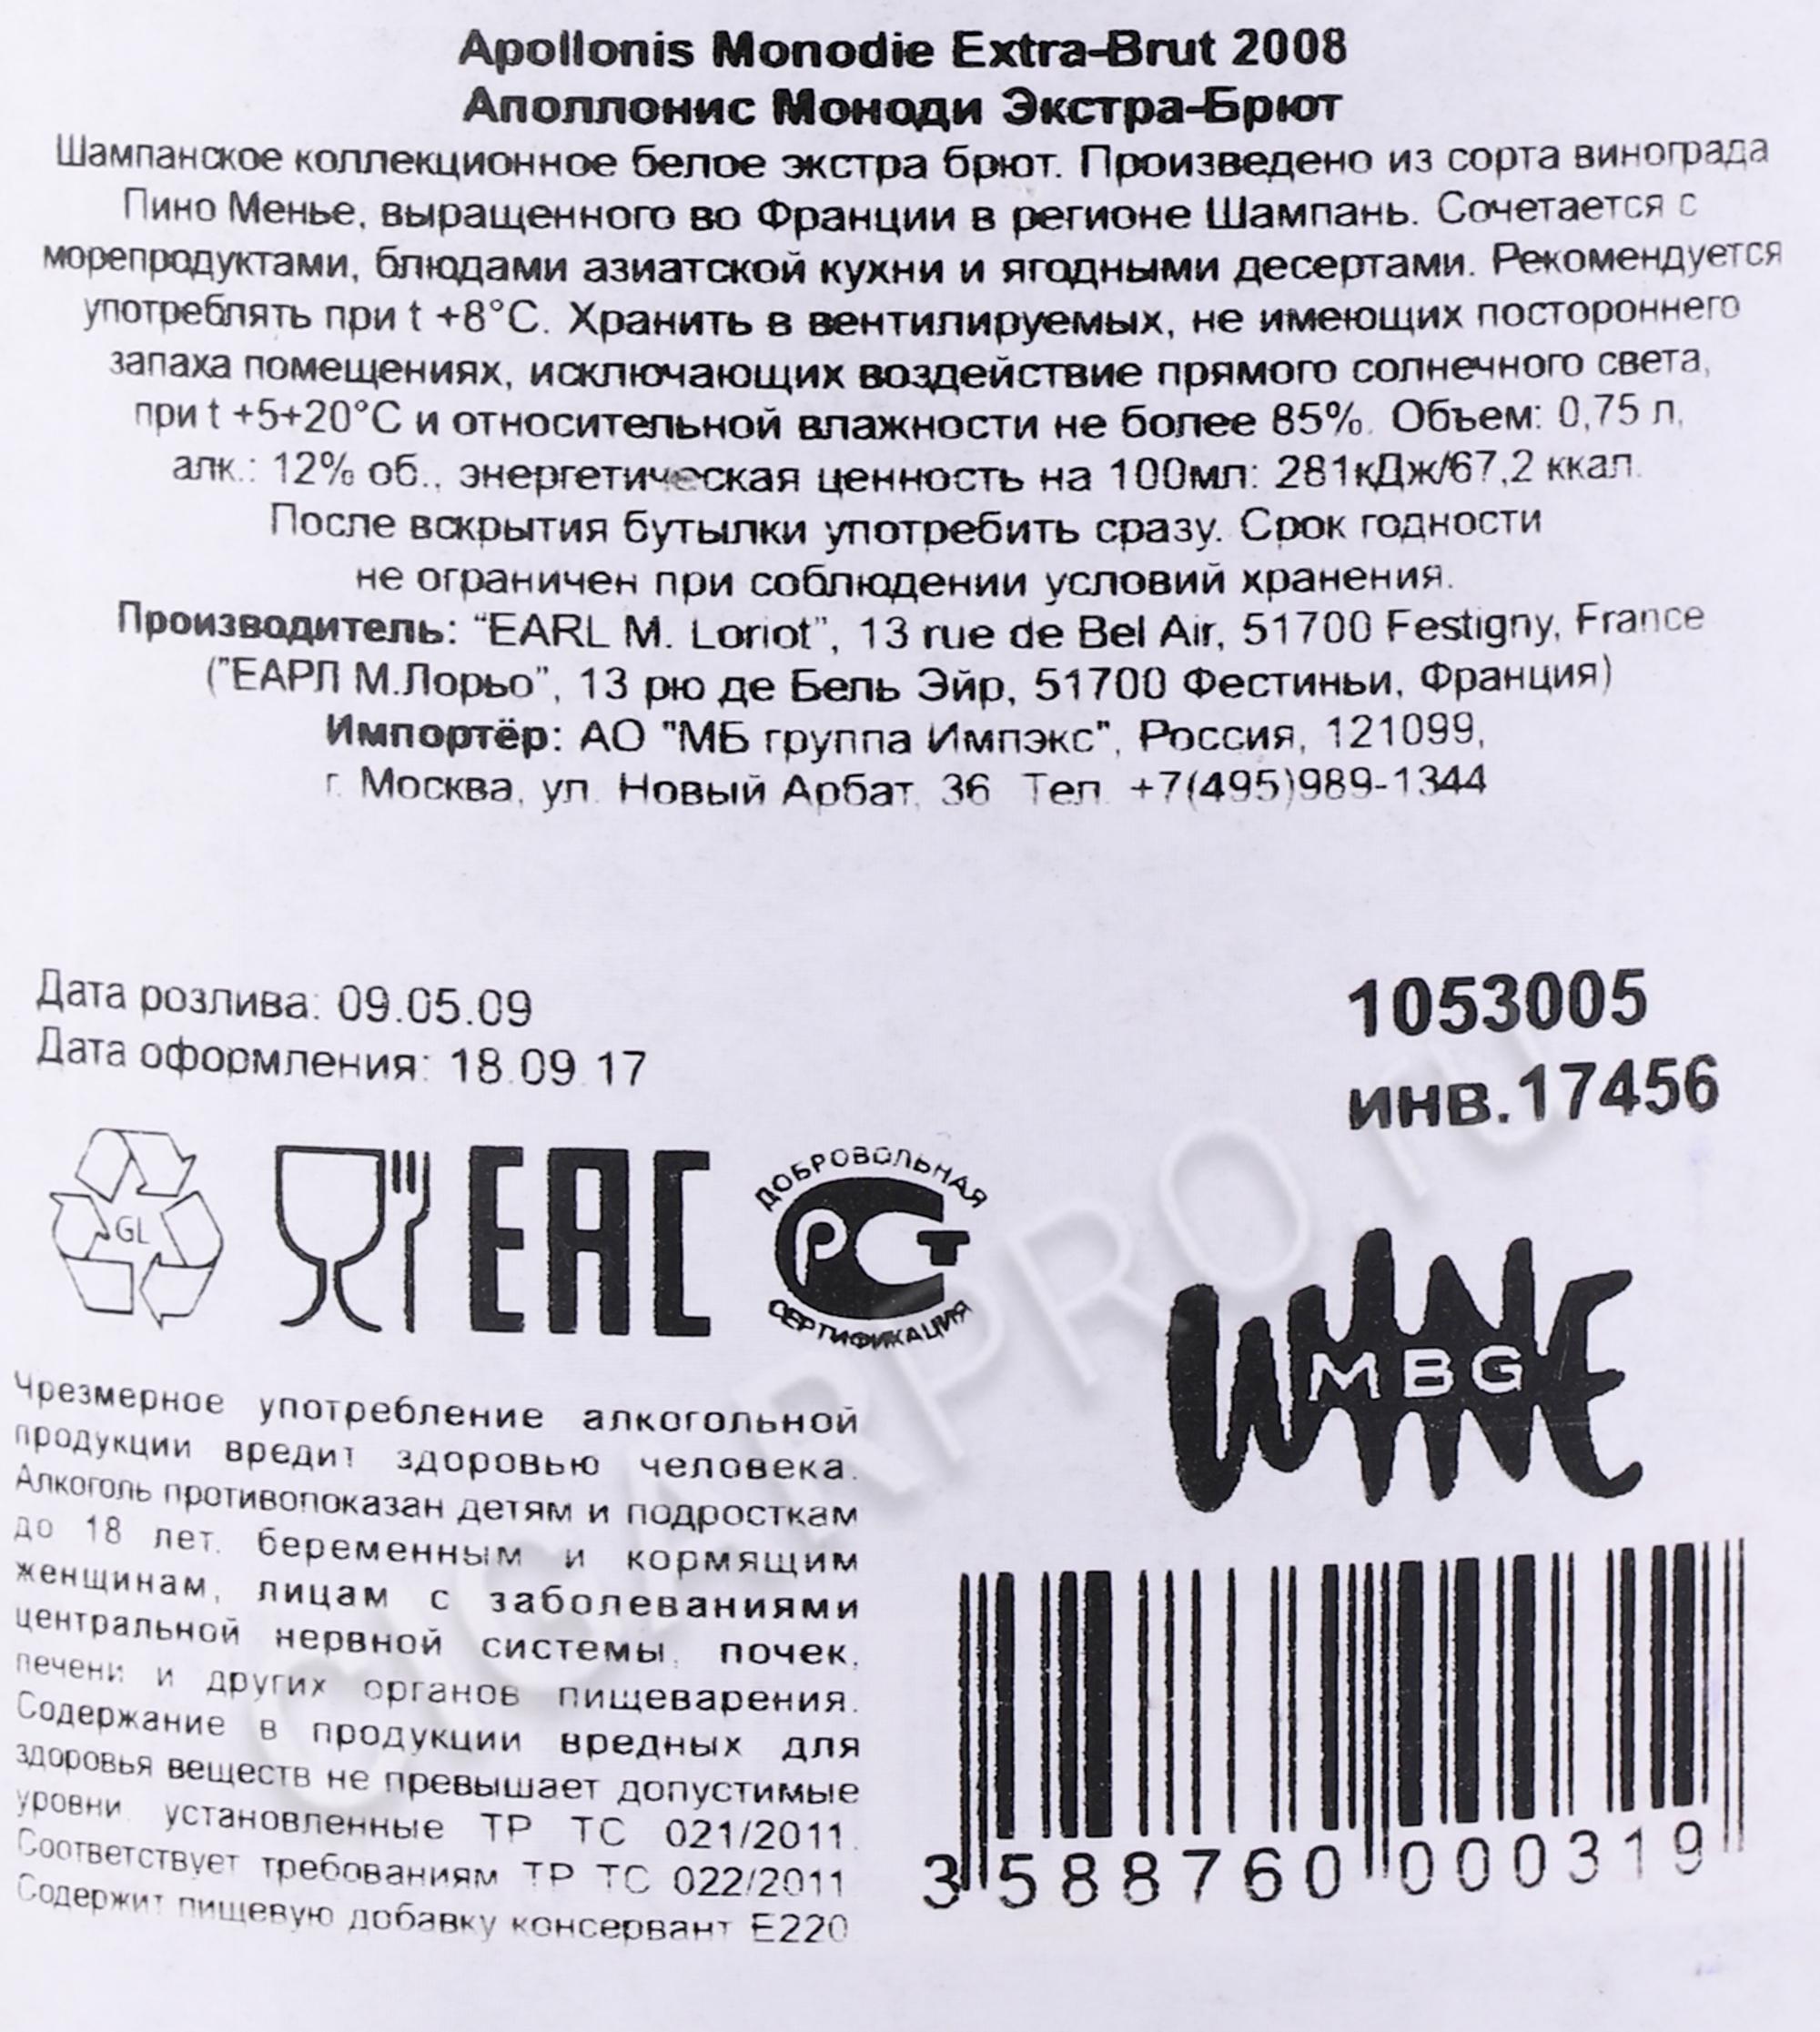 Apollonis Monodie Extra-Brut 2008
Аполлонис Моноди Экстра-Брют
Шампанское коллекционное белое экстра брют. Произведено из сорта винограда
Пино Менье, выращенного во Франции в регионе Шампань. Сочетается с
морепродуктами, блюдами азиатской кухни и ягодными десертами. Рекомендуется
употреблять при t +8°С. Хранить в вентилируемых, не имеющих постороннего
запаха помещениях, исключающих воздействие прямого солнечного света,
при t +5+20°С и относительной влажности не более 85%. Объем: 0,75 л,
алк.: 12% об., энергетическая ценность на 100мл: 281кДж/67,2 ккал.
После вскрытия бутылки употребить сразу. Срок годности
не ограничен при соблюдении условий хранения.
Производитель: “EARL M. Loriot”, 13 rue de Bel Air, 51700 Festigny, France
("ЕАРЛ М.Лорьо”, 13 рю де Бель Эйр, 51700 Фестиньи, Франция)
Импортёр: АО "МБ группа Импэкс", Россия, 121099,
г. Москва, ул. Новый Арбат, 36 Тел. +7(495)989-1344
Дата розлива: 09.05.09
Дата оформления: 18.09.17
1053005
инв.17456
GL
EAC
ДОБРОВОЛЬНАЯ
РСТ
СЕРТИФИКАЦИЯ
WINE
MBG
Чрезмерное употребление алкогольной
продукции вредит здоровью человека.
Алкоголь противопоказан детям и подросткам
до 18 лет, беременным и кормящим
женщинам, лицам с заболеваниями
центральной нервной системы, почек,
печени и других органов пищеварения.
Содержание в продукции вредных для
здоровья веществ не превышает допустимые
уровни установленные ТР ТС 021/2011.
Соответствует требованиям ТР ТС 022/2011
Содержит пищевую добавку консервант Е220
3 588760 000319
CIGARPRO.ru